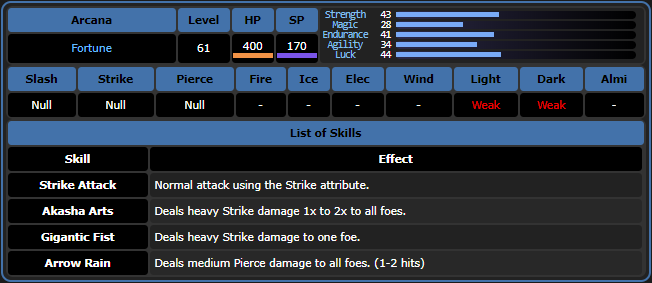 Arcana Level HP SP
Fortune 61 400 170
Strength 43
Magic 28
Endurance 41
Agility 34
Luck 44
Slash Strike Pierce Fire Ice Elec Wind Light Dark Almi
Null Null Null - - - - Weak Weak -
List of Skills
Skill Effect
Strike Attack Normal attack using the Strike attribute.
Akasha Arts Deals heavy Strike damage 1x to 2x to all foes.
Gigantic Fist Deals heavy Strike damage to one foe.
Arrow Rain Deals medium Pierce damage to all foes. (1-2 hits)